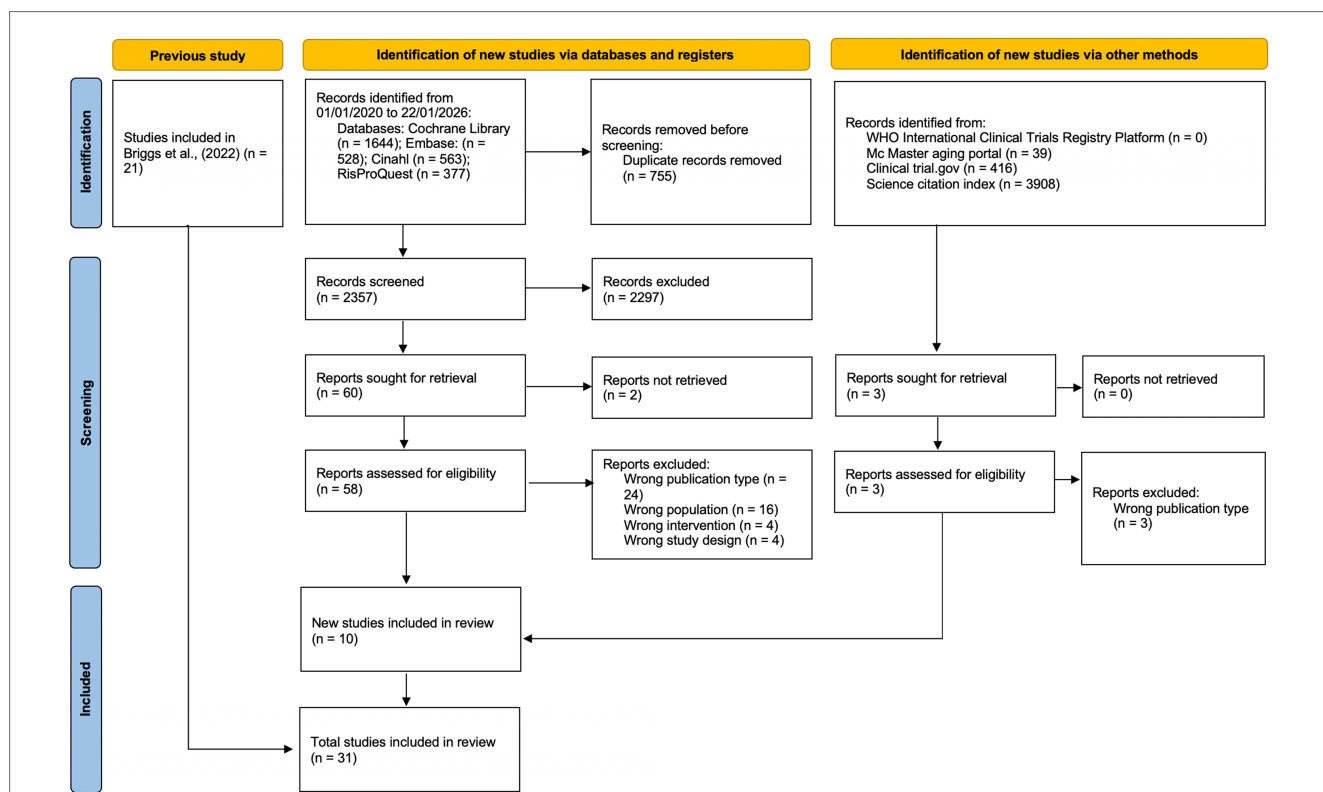 Previous study
Identification of new studies via databases and registers
Identification of new studies via other methods
Identification
Studies included in
Briggs et al., (2022) (n =
21)
Records identified from
01/01/2020 to 22/01/2026:
Databases: Cochrane Library
(n = 1644); Embase: (n =
528); Cinahl (n = 563);
RisProQuest (n = 377)
Records removed before
screening:
Duplicate records removed
(n = 755)
Records identified from:
WHO International Clinical Trials Registry Platform (n = 0)
Mc Master aging portal (n = 39)
Clinical trial.gov (n = 416)
Science citation index (n = 3908)
Screening
Records screened
(n = 2357)
Records excluded
(n = 2297)
Reports sought for retrieval
(n = 60)
Reports not retrieved
(n = 2)
Reports sought for retrieval
(n = 3)
Reports not retrieved
(n = 0)
Reports assessed for eligibility
(n = 58)
Reports excluded:
Wrong publication type (n =
24)
Wrong population (n = 16)
Wrong intervention (n = 4)
Wrong study design (n = 4)
Reports assessed for eligibility
(n = 3)
Reports excluded:
Wrong publication type
(n = 3)
Included
New studies included in review
(n = 10)
Total studies included in review
(n = 31)